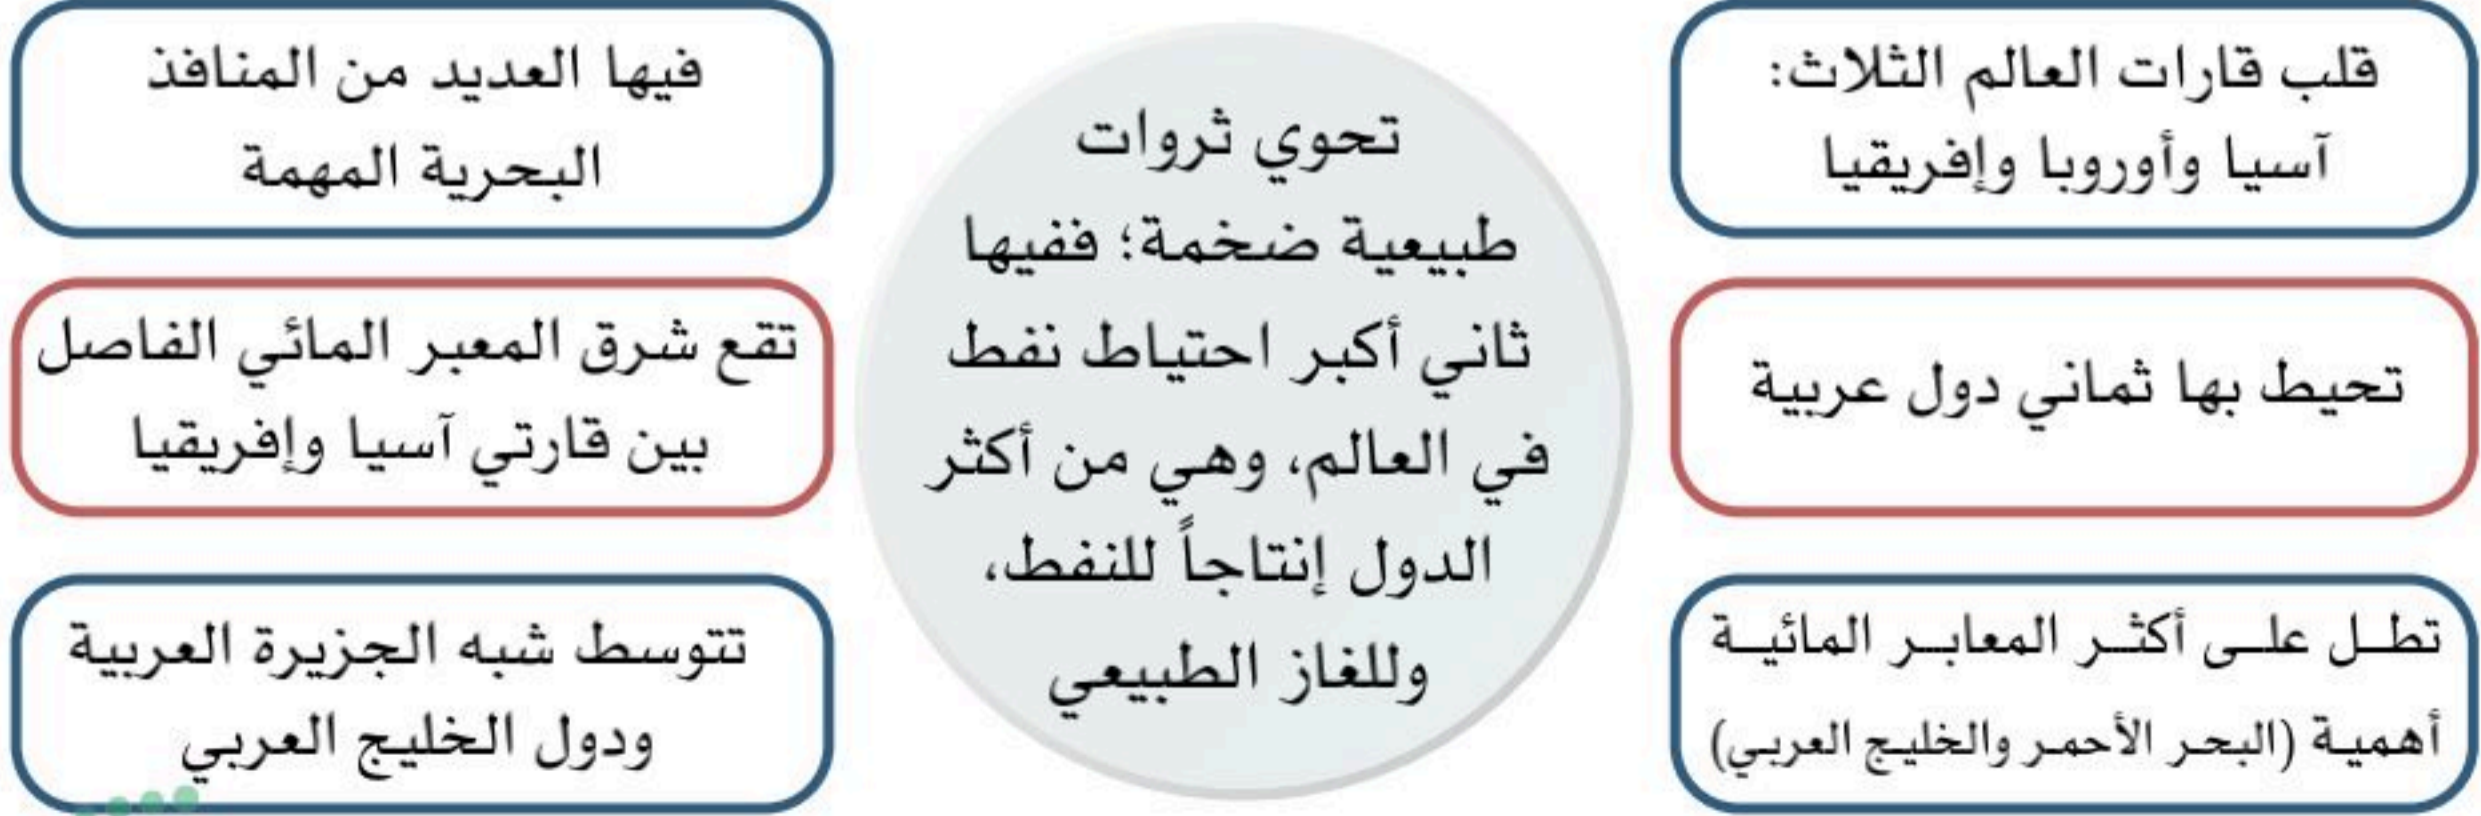 قلب قارات العالم الثلاث:
آسيا وأوروبا وإفريقيا
تحيط بها ثماني دول عربية
تطل على أكثر المعابر المائية
أهمية (البحر الأحمر والخليج العربي)
تحوي ثروات
طبيعية ضخمة؛ ففيها
ثاني أكبر احتياط نفط
في العالم، وهي من أكثر
الدول إنتاجاً للنفط،
وللغاز الطبيعي
فيها العديد من المنافذ
البحرية المهمة
تقع شرق المعبر المائي الفاصل
بين قارتي آسيا وإفريقيا
تتوسط شبه الجزيرة العربية
ودول الخليج العربي